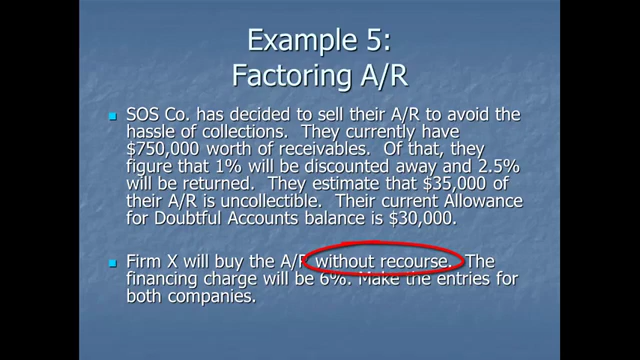 Example 5:
Factoring A/R
SOS Co. has decided to sell their A/R to avoid the
hassle of collections. They currently have
$750,000 worth of receivables. Of that, they
figure that 1% will be discounted away and 2.5%
will be returned. They estimate that $35,000 of
their A/R is uncollectible. Their current Allowance
for Doubtful Accounts balance is $30,000.
Firm X will buy the A/R without recourse. The
financing charge will be 6%. Make the entries for
both companies.